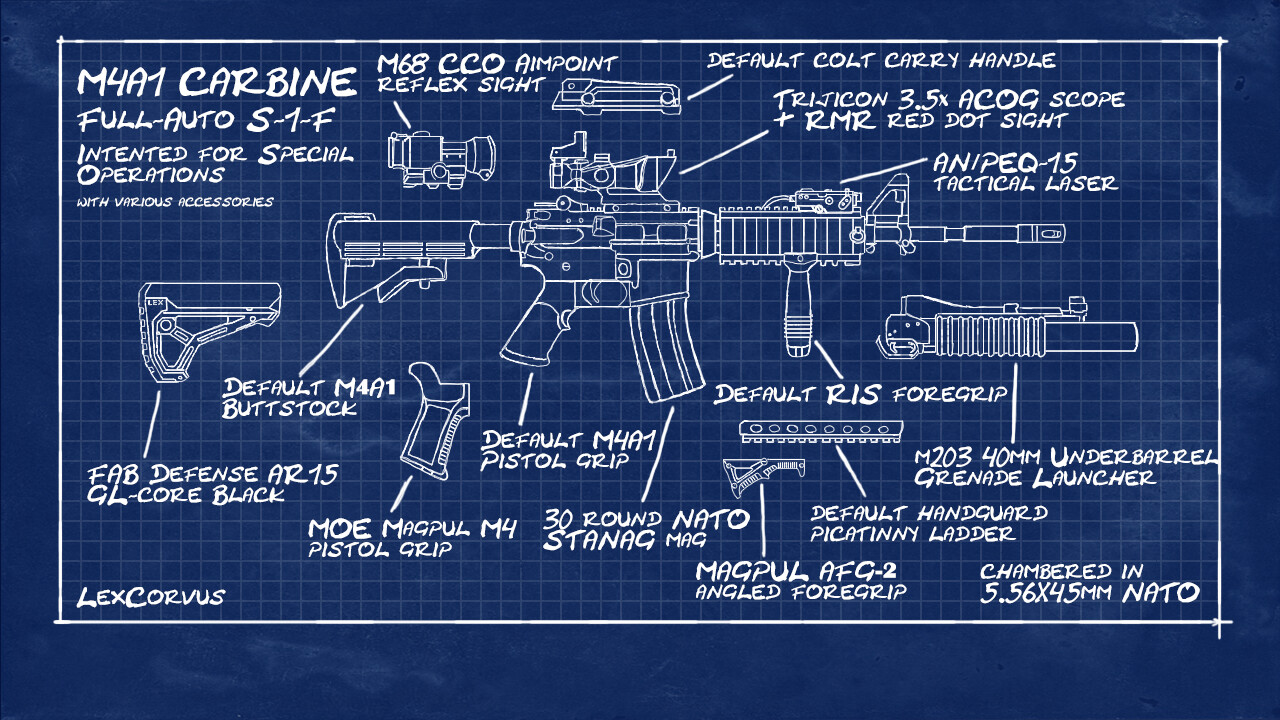 M4A1 CARBINE
FULL-AUTO S-1-F
INTENTED FOR SPECIAL
OPERATIONS
WITH VARIOUS ACCESSORIES
M68 CCO AIMPOINT
REFLEX SIGHT
DEFAULT COLT CARRY HANDLE
TRIJICON 3.5x ACOG SCOPE
+ RMR RED DOT SIGHT
AN/PEQ-15
TACTICAL LASER
LEX
DEFAULT M4A1
BUTTSTOCK
DEFAULT RIS FOREGRIP
FAB DEFENSE AR15
GL-CORE BLACK
DEFAULT M4A1
PISTOL GRIP
M203 40MM UNDERBARREL
GRENADE LAUNCHER
MOE MAGPUL M4
PISTOL GRIP
30 ROUND NATO
STANAG MAG
DEFAULT HANDGUARD
PICATINNY LADDER
MAGPUL AFG-2
ANGLED FOREGRIP
CHAMBERED IN
5.56X45MM NATO
LEXCORVUS